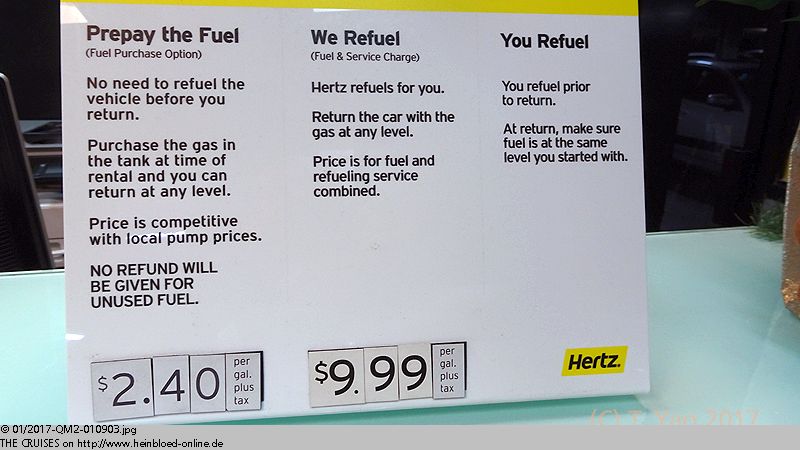 Prepay the Fuel
(Fuel Purchase Option)
No need to refuel the
vehicle before you
return.
Purchase the gas in
the tank at time of
rental and you can
return at any level.
Price is competitive
with local pump prices.
NO REFUND WILL
BE GIVEN FOR
UNUSED FUEL.
$2.40
per
gal.
plus
tax
We Refuel
(Fuel & Service Charge)
Hertz refuels for you.
Return the car with the
gas at any level.
Price is for fuel and
refueling service
combined.
$9.99
per
gal.
plus
tax
You Refuel
You refuel prior
to return.
At return, make sure
fuel is at the same
level you started with.
Hertz.
(C) T. Yag 2017
© 01/2017-QM2-010903.jpg
THE CRUISES on http://www.heinbloed-online.de